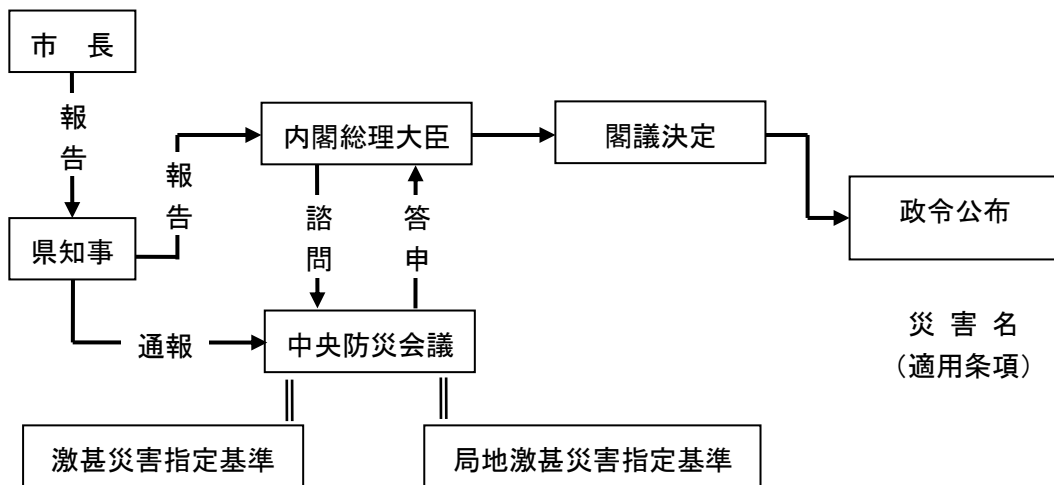 市　長
報告
県知事
報告
通報
内閣総理大臣
諮問
答申
中央防災会議
激甚災害指定基準
局地激甚災害指定基準
閣議決定
政令公布
災 害 名
（適用条項）